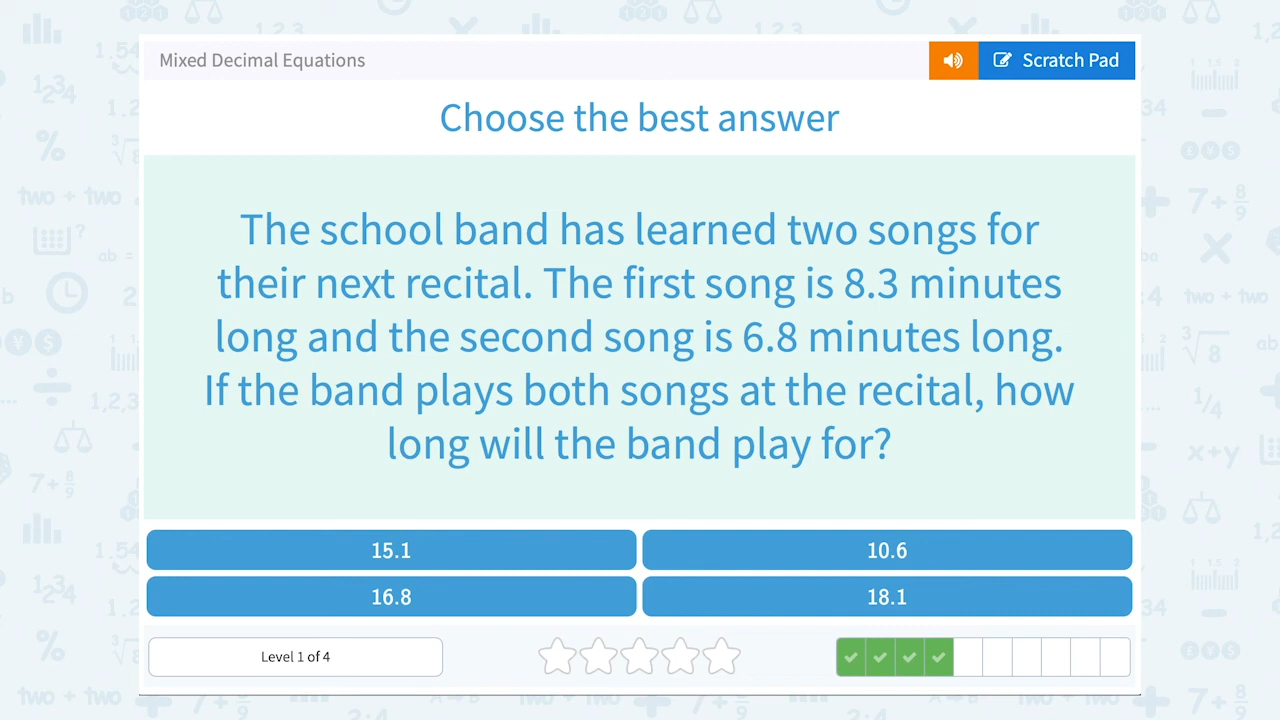 Mixed Decimal Equations
Scratch Pad
Choose the best answer
The school band has learned two songs for
their next recital. The first song is 8.3 minutes
long and the second song is 6.8 minutes long.
If the band plays both songs at the recital, how
long will the band play for?
15.1
10.6
16.8
18.1
Level 1 of 4